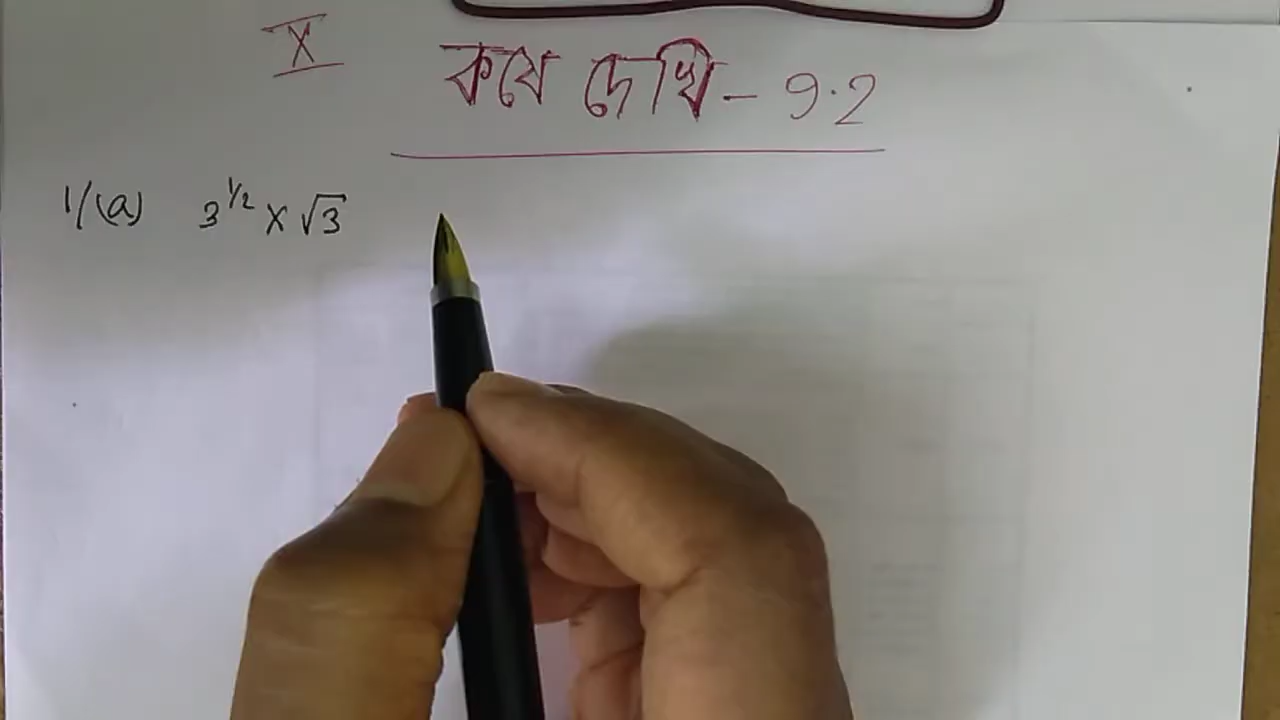 X
কষে দেখি - 9.2
1/(a) 3^{1/2} × √3